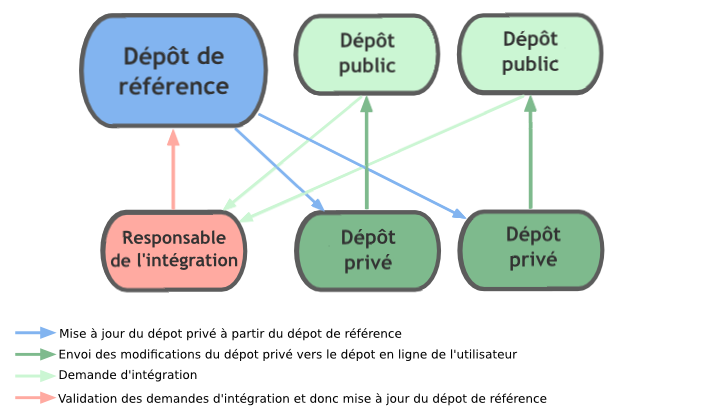 Dépôt de
référence
Dépôt
public
Dépôt
public
Responsable
de l'intégration
Dépôt
privé
Dépôt
privé
Mise à jour du dépot privé à partir du dépot de référence
Envoi des modifications du dépot privé vers le dépot en ligne de l'utilisateur
Demande d'intégration
Validation des demandes d'intégration et donc mise à jour du dépot de référence